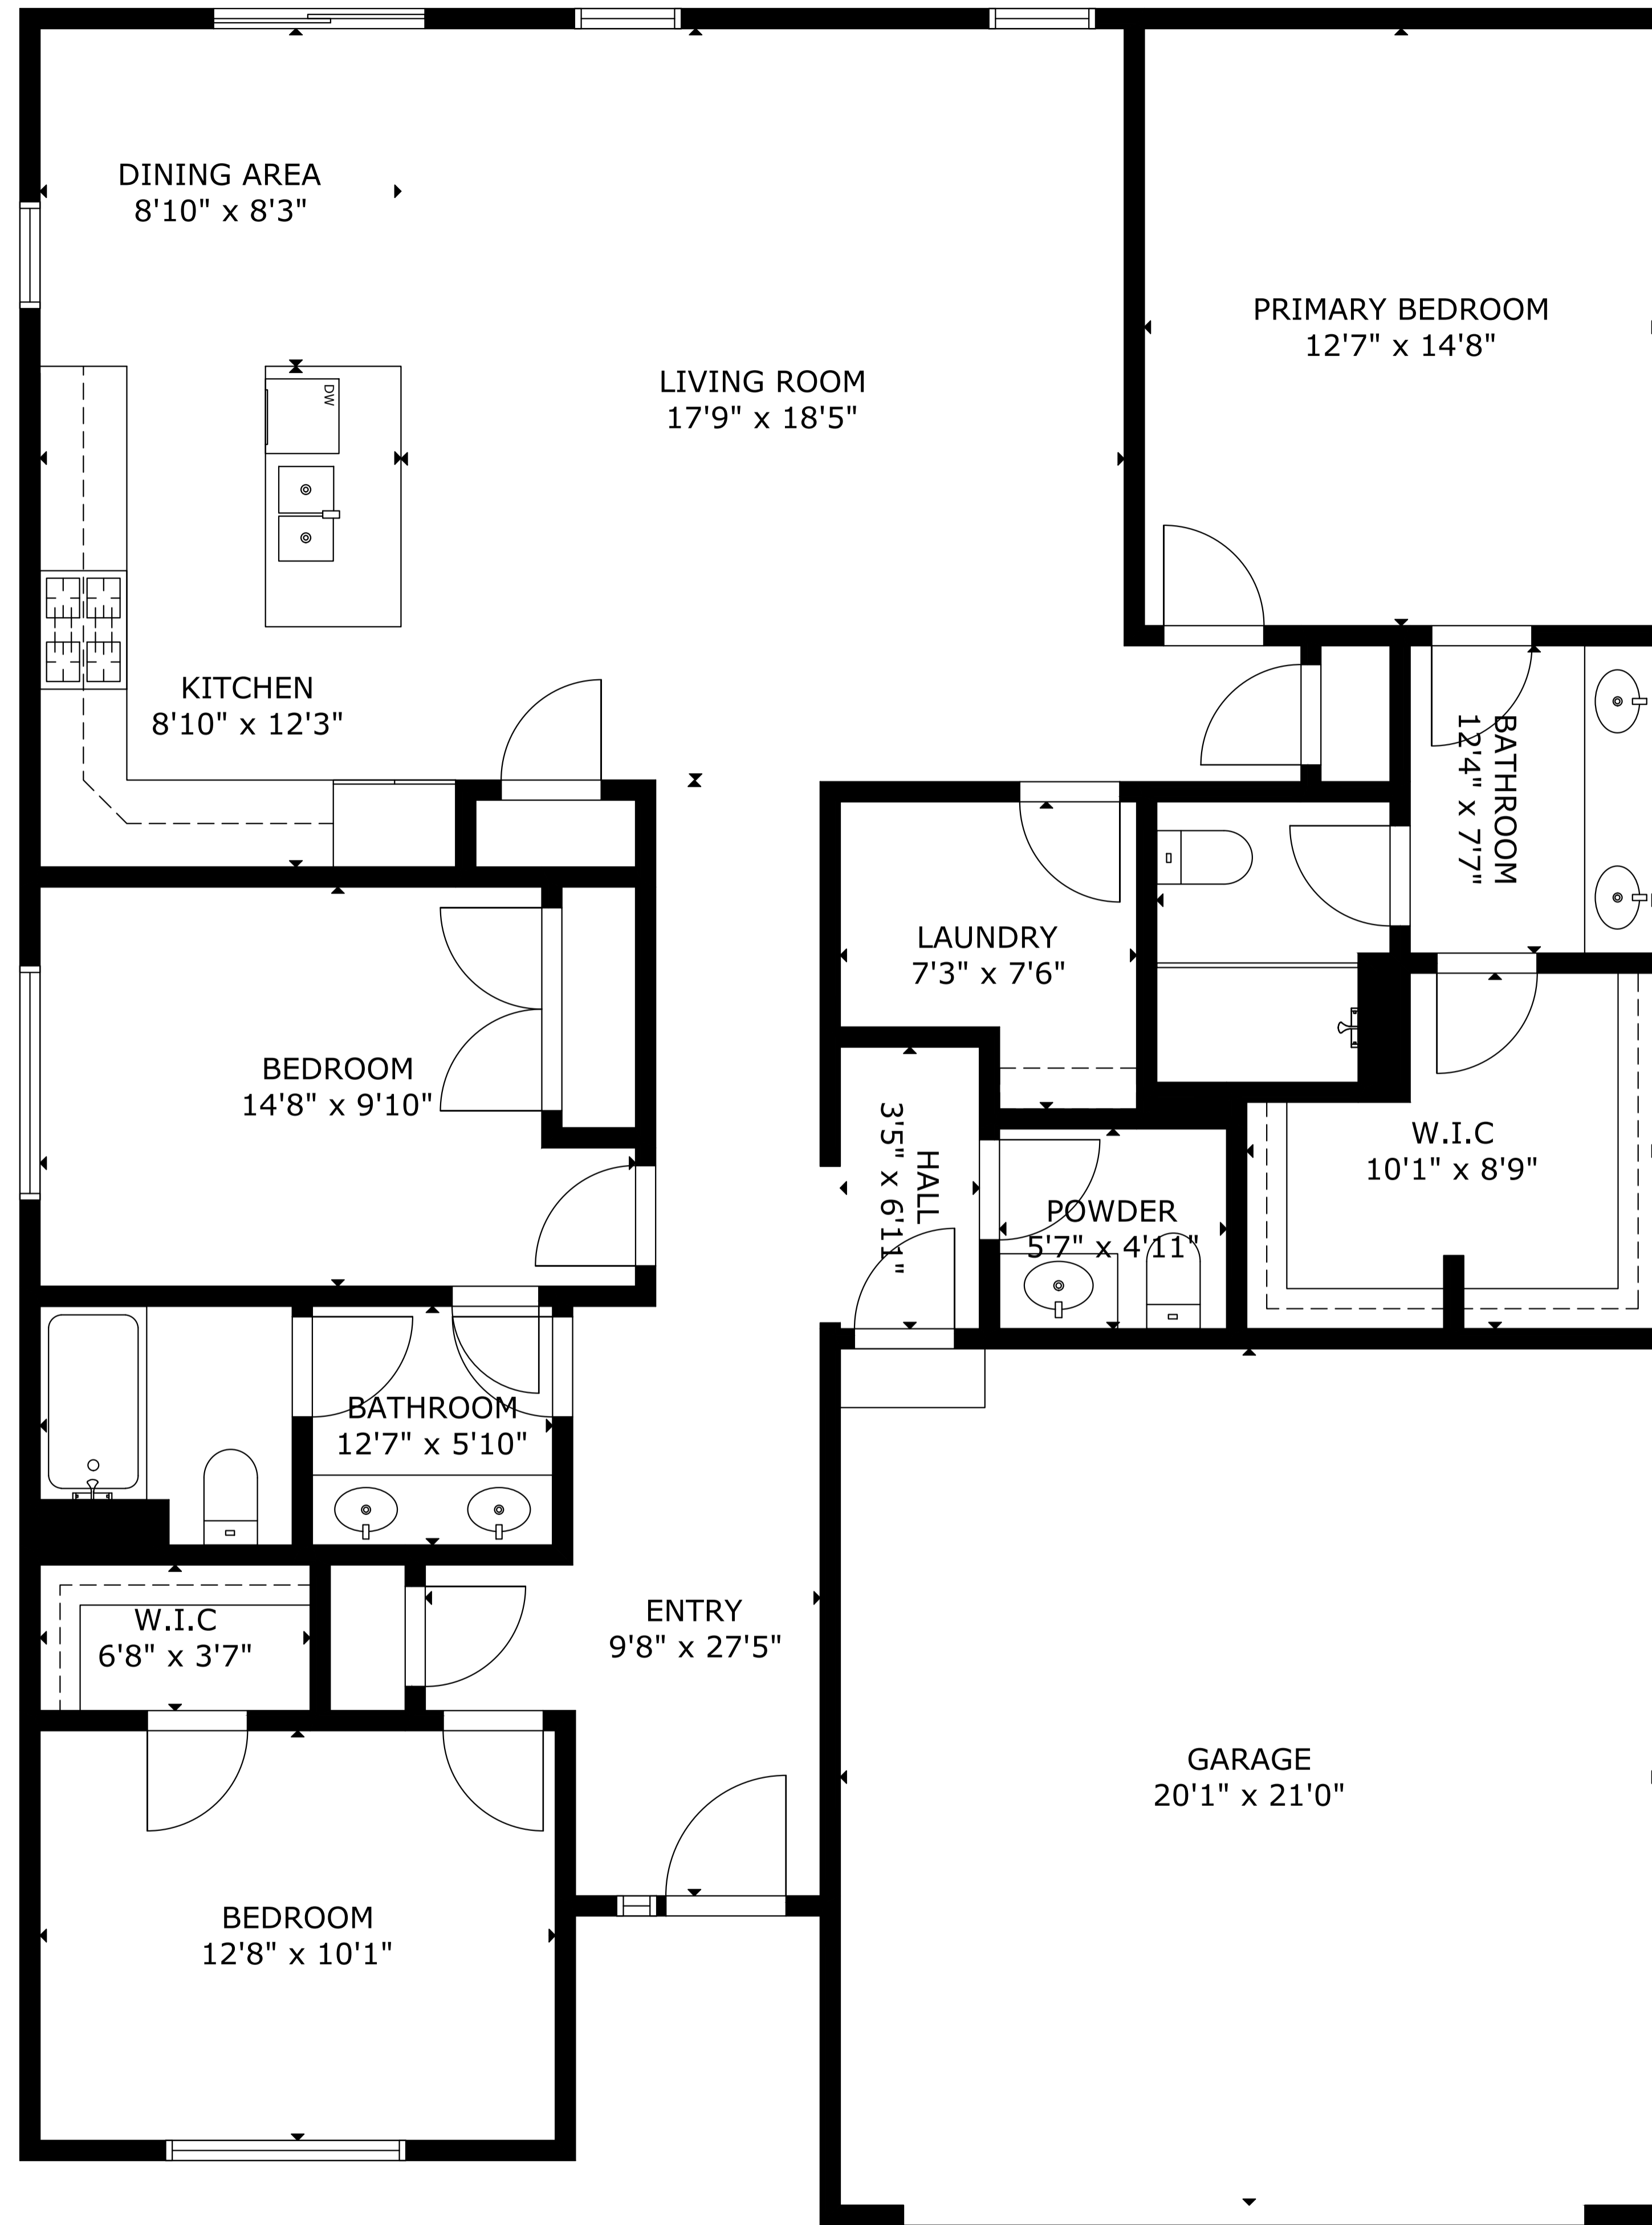 DINING AREA
8'10" x 8'3"
PRIMARY BEDROOM
12'7" x 14'8"
LIVING ROOM
17'9" x 18'5"
DW
KITCHEN
8'10" x 12'3"
BATHROOM
12'4" x 7'7"
LAUNDRY
7'3" x 7'6"
BEDROOM
14'8" x 9'10"
HALL
3'5" x 6'11"
W.I.C
10'1" x 8'9"
POWDER
5'7" x 4'11"
BATHROOM
12'7" x 5'10"
W.I.C
6'8" x 3'7"
ENTRY
9'8" x 27'5"
GARAGE
20'1" x 21'0"
BEDROOM
12'8" x 10'1"